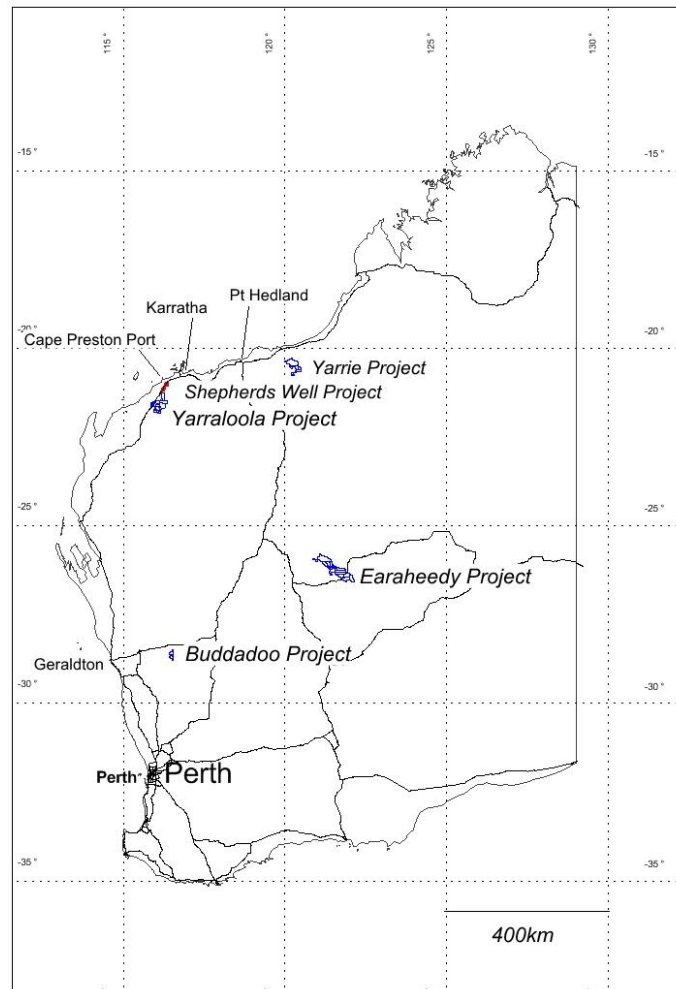 115 °
120 °
125 °
130 °
-15 °
-15 °
Pt Hedland
Karratha
Cape Preston Port
-20 °
-20 °
Yarrie Project
Shepherds Well Project
Yarraloola Project
-25 °
-25 °
Earaheedy Project
Buddadoo Project
Geraldton
-30 °
-30 °
Perth
Perth
-35 °
-35 °
400km